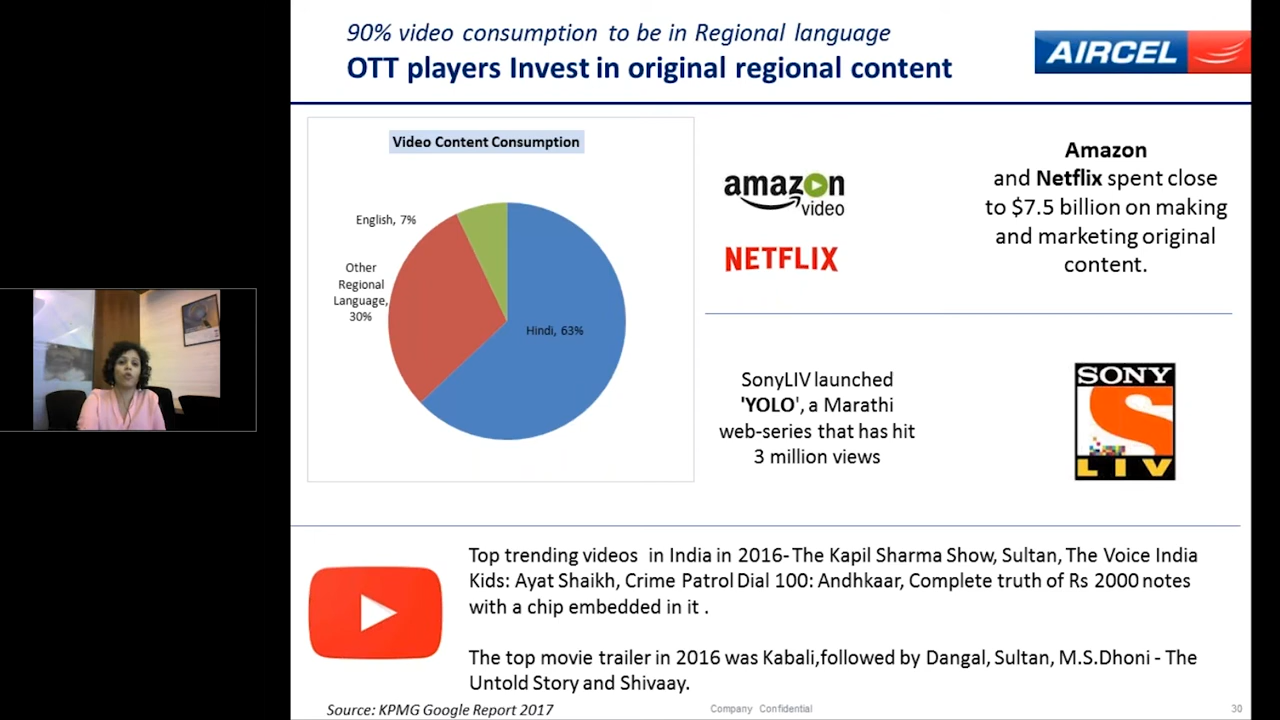 90% video consumption to be in Regional language
OTT players Invest in original regional content
AIRCEL
Video Content Consumption
English, 7%
Other
Regional
Language,
30%
Hindi, 63%
amazon
video
NETFLIX
Amazon
and Netflix spent close
to $7.5 billion on making
and marketing original
content.
SonyLIV launched
'YOLO', a Marathi
web-series that has hit
3 million views
SONY
LIV
Top trending videos in India in 2016- The Kapil Sharma Show, Sultan, The Voice India
Kids: Ayat Shaikh, Crime Patrol Dial 100: Andhkaar, Complete truth of Rs 2000 notes
with a chip embedded in it .
The top movie trailer in 2016 was Kabali,followed by Dangal, Sultan, M.S.Dhoni - The
Untold Story and Shivaay.
Source: KPMG Google Report 2017
Company Confidential
30